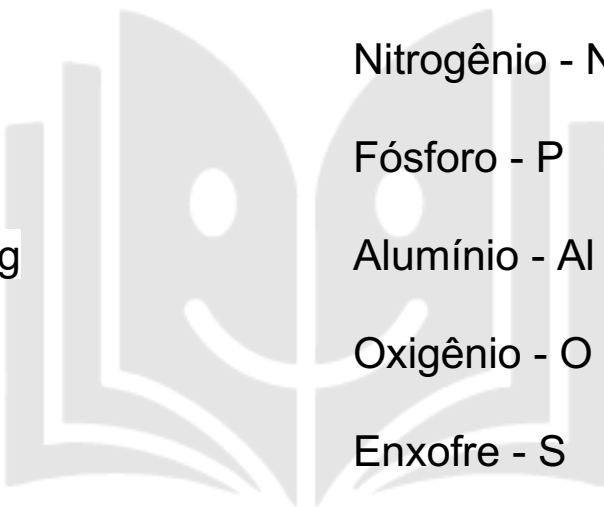 Nitrogênio - N
Fósforo - P
g
Alumínio - Al
Oxigênio - O
Enxofre - S